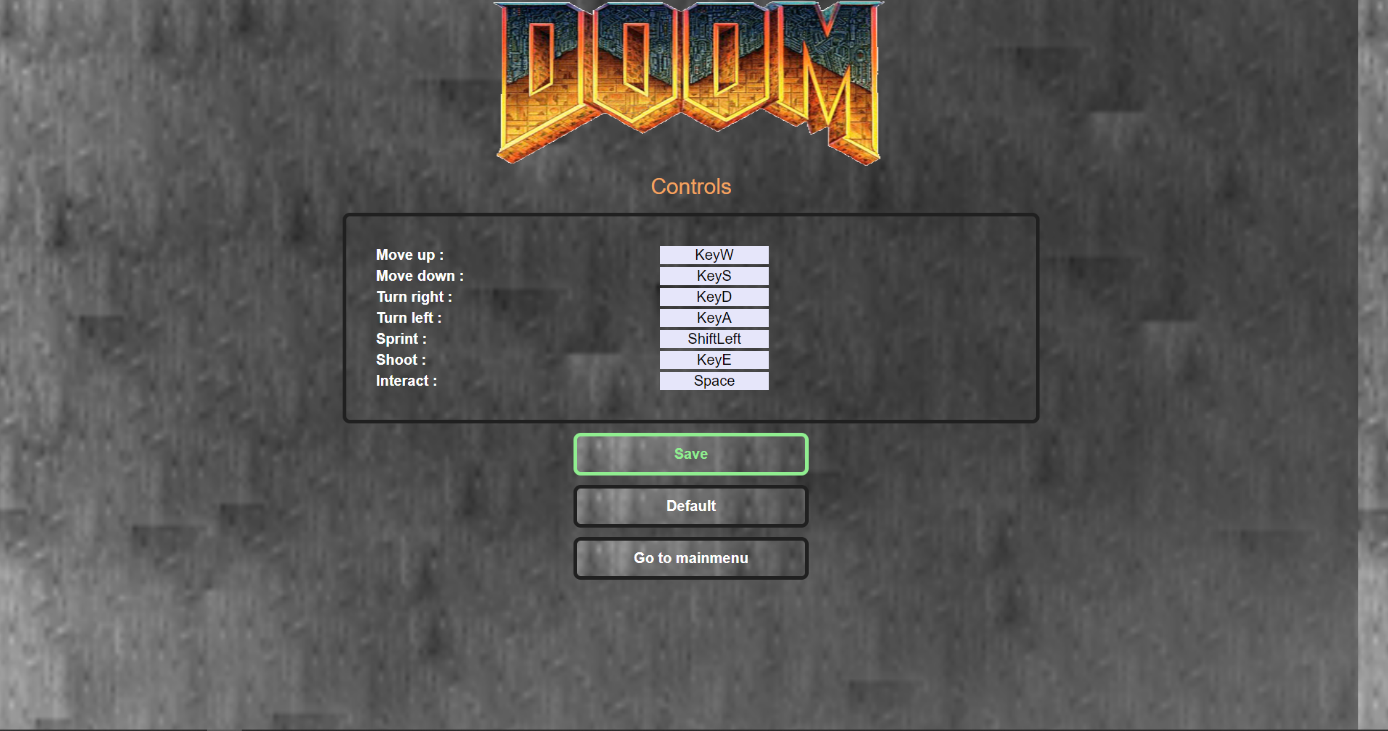 DOOM
Controls
Move up : KeyW
Move down : KeyS
Turn right : KeyD
Turn left : KeyA
Sprint : ShiftLeft
Shoot : KeyE
Interact : Space
Save
Default
Go to mainmenu